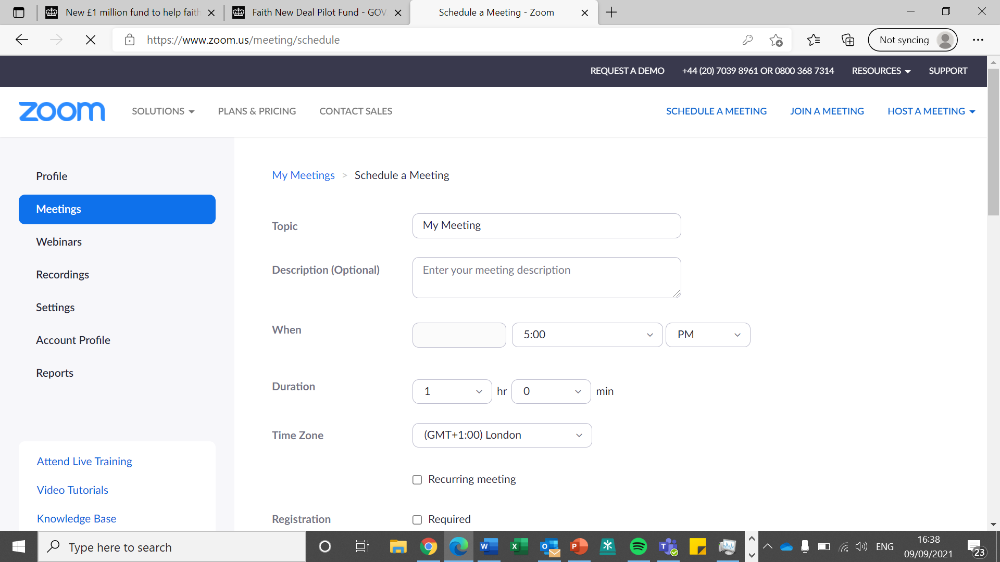 New £1 million fund to help faith
Faith New Deal Pilot Fund - GOV
Schedule a Meeting - Zoom
https://www.zoom.us/meeting/schedule
Not syncing
REQUEST A DEMO
+44 (20) 7039 8961 OR 0800 368 7314
RESOURCES
SUPPORT
zoom
SOLUTIONS
PLANS & PRICING
CONTACT SALES
SCHEDULE A MEETING
JOIN A MEETING
HOST A MEETING
Profile
Meetings
Webinars
Recordings
Settings
Account Profile
Reports
Attend Live Training
Video Tutorials
Knowledge Base
My Meetings > Schedule a Meeting
Topic
My Meeting
Description (Optional)
Enter your meeting description
When
5:00
PM
Duration
1 hr 0 min
Time Zone
(GMT+1:00) London
Recurring meeting
Registration
Required
Type here to search
ENG
16:38
09/09/2021
23